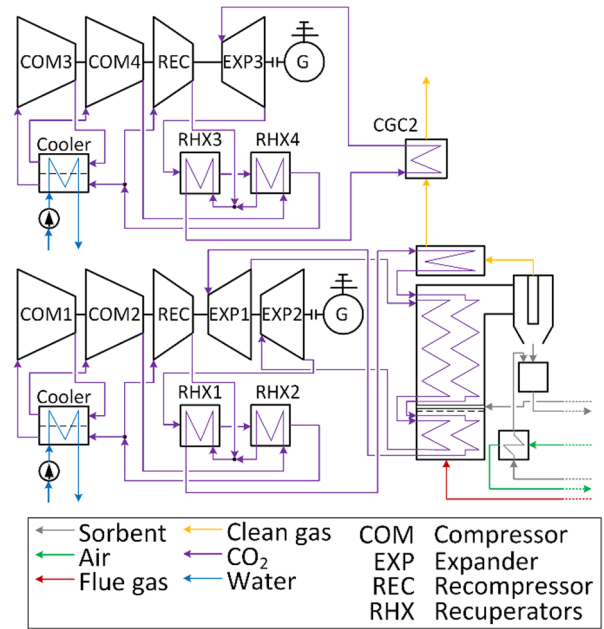 COM3 COM4 REC EXP3 G
CGC2
Cooler RHX3 RHX4
COM1 COM2 REC EXP1 EXP2 G
Cooler RHX1 RHX2
Sorbent Clean gas COM Compressor
Air CO₂ EXP Expander
Flue gas Water REC Recompressor
RHX Recuperators